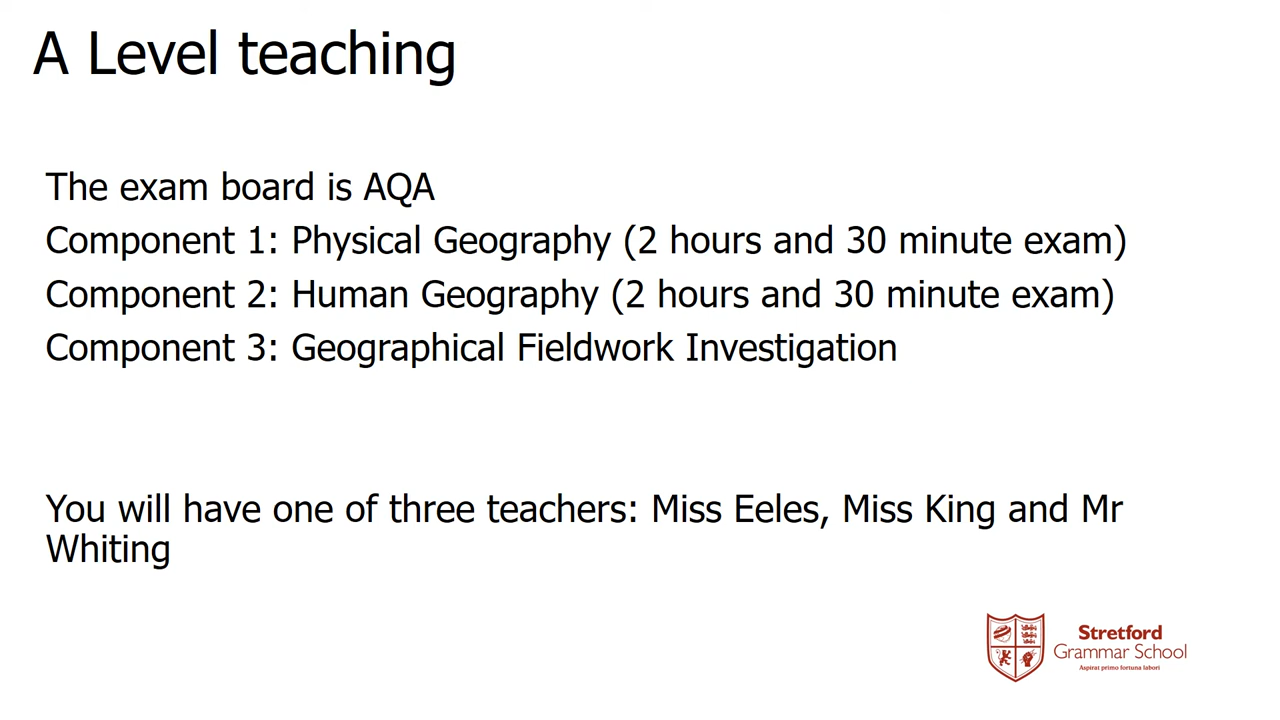 A Level teaching
The exam board is AQA
Component 1: Physical Geography (2 hours and 30 minute exam)
Component 2: Human Geography (2 hours and 30 minute exam)
Component 3: Geographical Fieldwork Investigation
You will have one of three teachers: Miss Eeles, Miss King and Mr
Whiting
Stretford
Grammar School
Aspirat primo fortuna labori